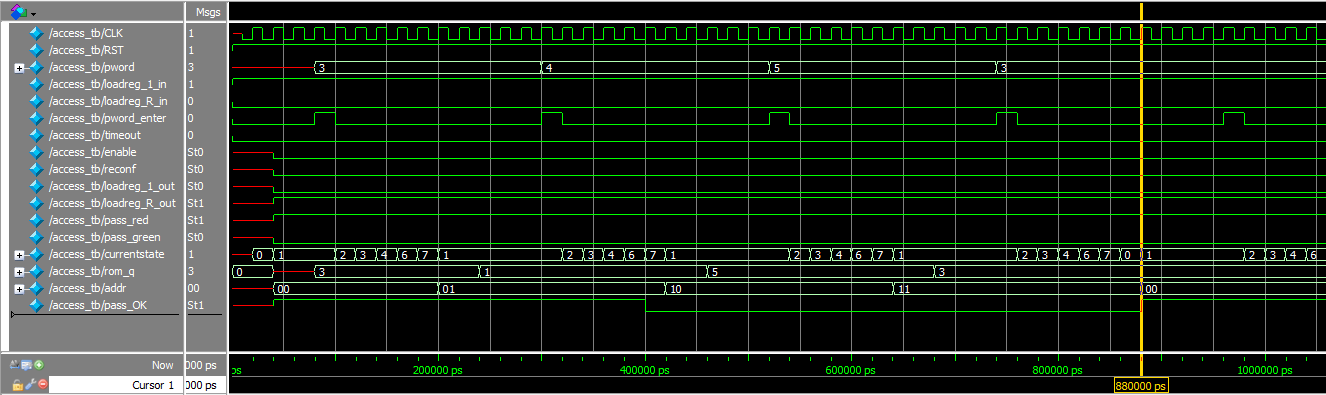 Msgs
/access_tb/CLK 1
/access_tb/RST 1
/access_tb/pword 3 3 4 5 3
/access_tb/loadreg_1_in 1
/access_tb/loadreg_R_in 0
/access_tb/pword_enter 0
/access_tb/timeout 0
/access_tb/enable St0
/access_tb/reconf St0
/access_tb/loadreg_1_out St0
/access_tb/loadreg_R_out St1
/access_tb/pass_red St1
/access_tb/pass_green St0
/access_tb/currentstate 1 0 1 2 3 4 6 7 1 2 3 4 6 7 1 2 3 4 6 7 1 2 3 4 6 7 0 1 2 3 4 6
/access_tb/rom_q 3 0 3 1 5 3
/access_tb/addr 00 00 01 10 11 00
/access_tb/pass_OK St1
Now 000 ps ps 200000 ps 400000 ps 600000 ps 800000 ps 1000000 ps
Cursor 1 000 ps 880000 ps